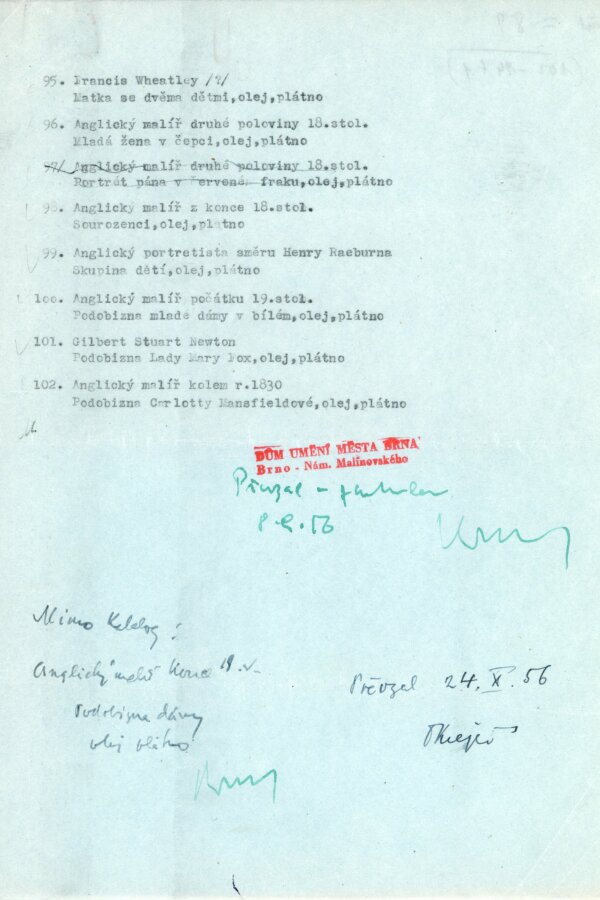 95. Francis Wheatley /?/
Matka se dvěma dětmi,olej,plátno
96. Anglický malíř druhé poloviny 18.stol.
Mladá žena v čepci,olej,plátno
Anglický malíř druhé poloviny 18.stol.
Portrét pána v červeném fraku,olej,plátno
98. Anglický malíř z konce 18.stol.
Sourozenci,olej,plátno
99. Anglický portretista směru Henry Raeburna
Skupina dětí,olej,plátno
100. Anglický malíř počátku 19.stol.
Podobizna mladé dámy v bílém,olej,plátno
101. Gilbert Stuart Newton
Podobizna Lady Mary Fox,olej,plátno
102. Anglický malíř kolem r.1830
Podobizna Carlotty Mansfieldové,olej,plátno
DŮM UMĚNÍ MĚSTA BRNA
Brno - Nám. Malinovského
Převzal -
56
Mimo Katalog:
Anglický malíř
Převzal 24.X.56
Podobizna dámy
olej plátno